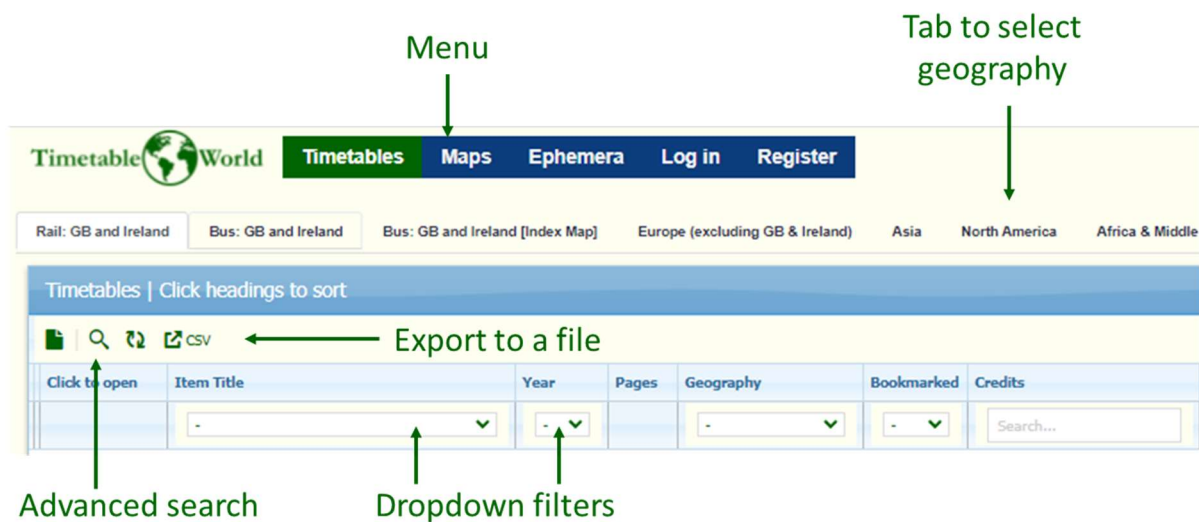 Tab to select
geography
Menu
Timetable World
Timetables Maps Ephemera Log in Register
Rail: GB and Ireland Bus: GB and Ireland Bus: GB and Ireland [Index Map] Europe (excluding GB & Ireland) Asia North America Africa & Middle
Timetables | Click headings to sort
CSV Export to a file
Click to open Item Title Year Pages Geography Bookmarked Credits
- - - - Search...
Advanced search Dropdown filters